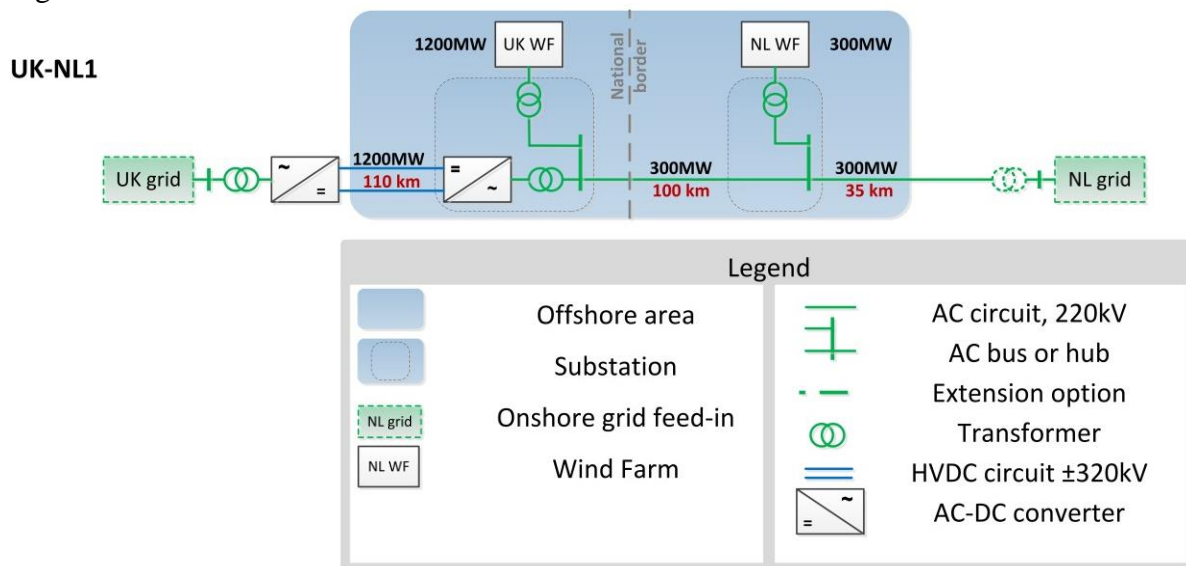 1200MW
UK WF
National
border
NL WF
300MW
UK-NL1
UK grid
~
=
1200MW
110 km
=
~
300MW
100 km
300MW
35 km
NL grid
Legend
Offshore area
Substation
NL grid
Onshore grid feed-in
NL WF
Wind Farm
AC circuit, 220kV
AC bus or hub
Extension option
Transformer
HVDC circuit ±320kV
~
=
AC-DC converter